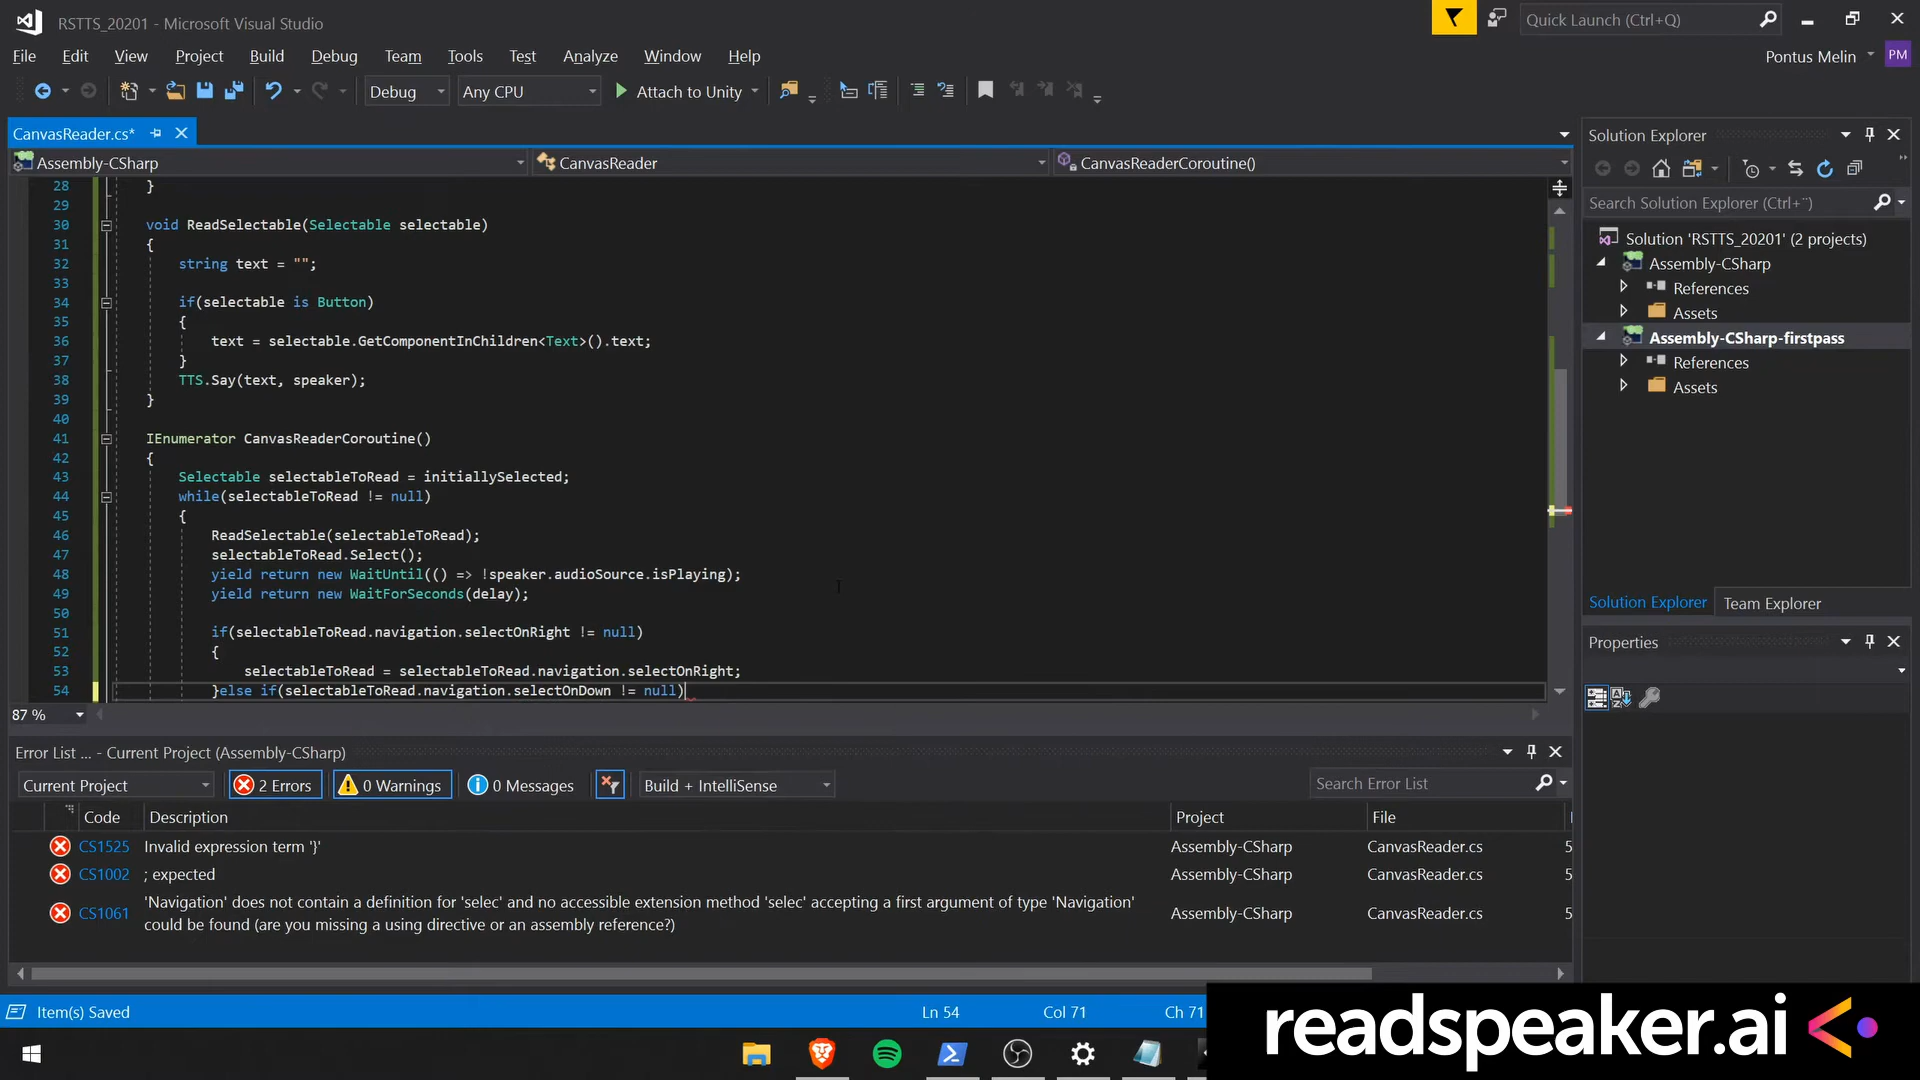 RSTTS_20201 - Microsoft Visual Studio
Quick Launch (Ctrl+Q)
File Edit View Project Build Debug Team Tools Test Analyze Window Help
Pontus Melin
PM
Debug
Any CPU
Attach to Unity
CanvasReader.cs*
Assembly-CSharp
CanvasReader
CanvasReaderCoroutine()
28 }
29
30 void ReadSelectable(Selectable selectable)
31 {
32 string text = "";
33
34 if(selectable is Button)
35 {
36 text = selectable.GetComponentInChildren<Text>().text;
37 }
38 TTS.Say(text, speaker);
39 }
40
41 IEnumerator CanvasReaderCoroutine()
42 {
43 Selectable selectableToRead = initiallySelected;
44 while(selectableToRead != null)
45 {
46 ReadSelectable(selectableToRead);
47 selectableToRead.Select();
48 yield return new WaitUntil(() => !speaker.audioSource.isPlaying);
49 yield return new WaitForSeconds(delay);
50
51 if(selectableToRead.navigation.selectOnRight != null)
52 {
53 selectableToRead = selectableToRead.navigation.selectOnRight;
54 }else if(selectableToRead.navigation.selectOnDown != null)
87 %
Solution Explorer
Search Solution Explorer (Ctrl+¨)
Solution 'RSTTS_20201' (2 projects)
Assembly-CSharp
References
Assets
Assembly-CSharp-firstpass
References
Assets
Solution Explorer Team Explorer
Properties
Error List ... - Current Project (Assembly-CSharp)
Current Project
2 Errors
0 Warnings
0 Messages
Build + IntelliSense
Search Error List
Code Description Project File
CS1525 Invalid expression term '}' Assembly-CSharp CanvasReader.cs 5
CS1002 ; expected Assembly-CSharp CanvasReader.cs 5
CS1061 'Navigation' does not contain a definition for 'selec' and no accessible extension method 'selec' accepting a first argument of type 'Navigation' could be found (are you missing a using directive or an assembly reference?) Assembly-CSharp CanvasReader.cs 5
Item(s) Saved
Ln 54
Col 71
Ch 71
readspeaker.ai